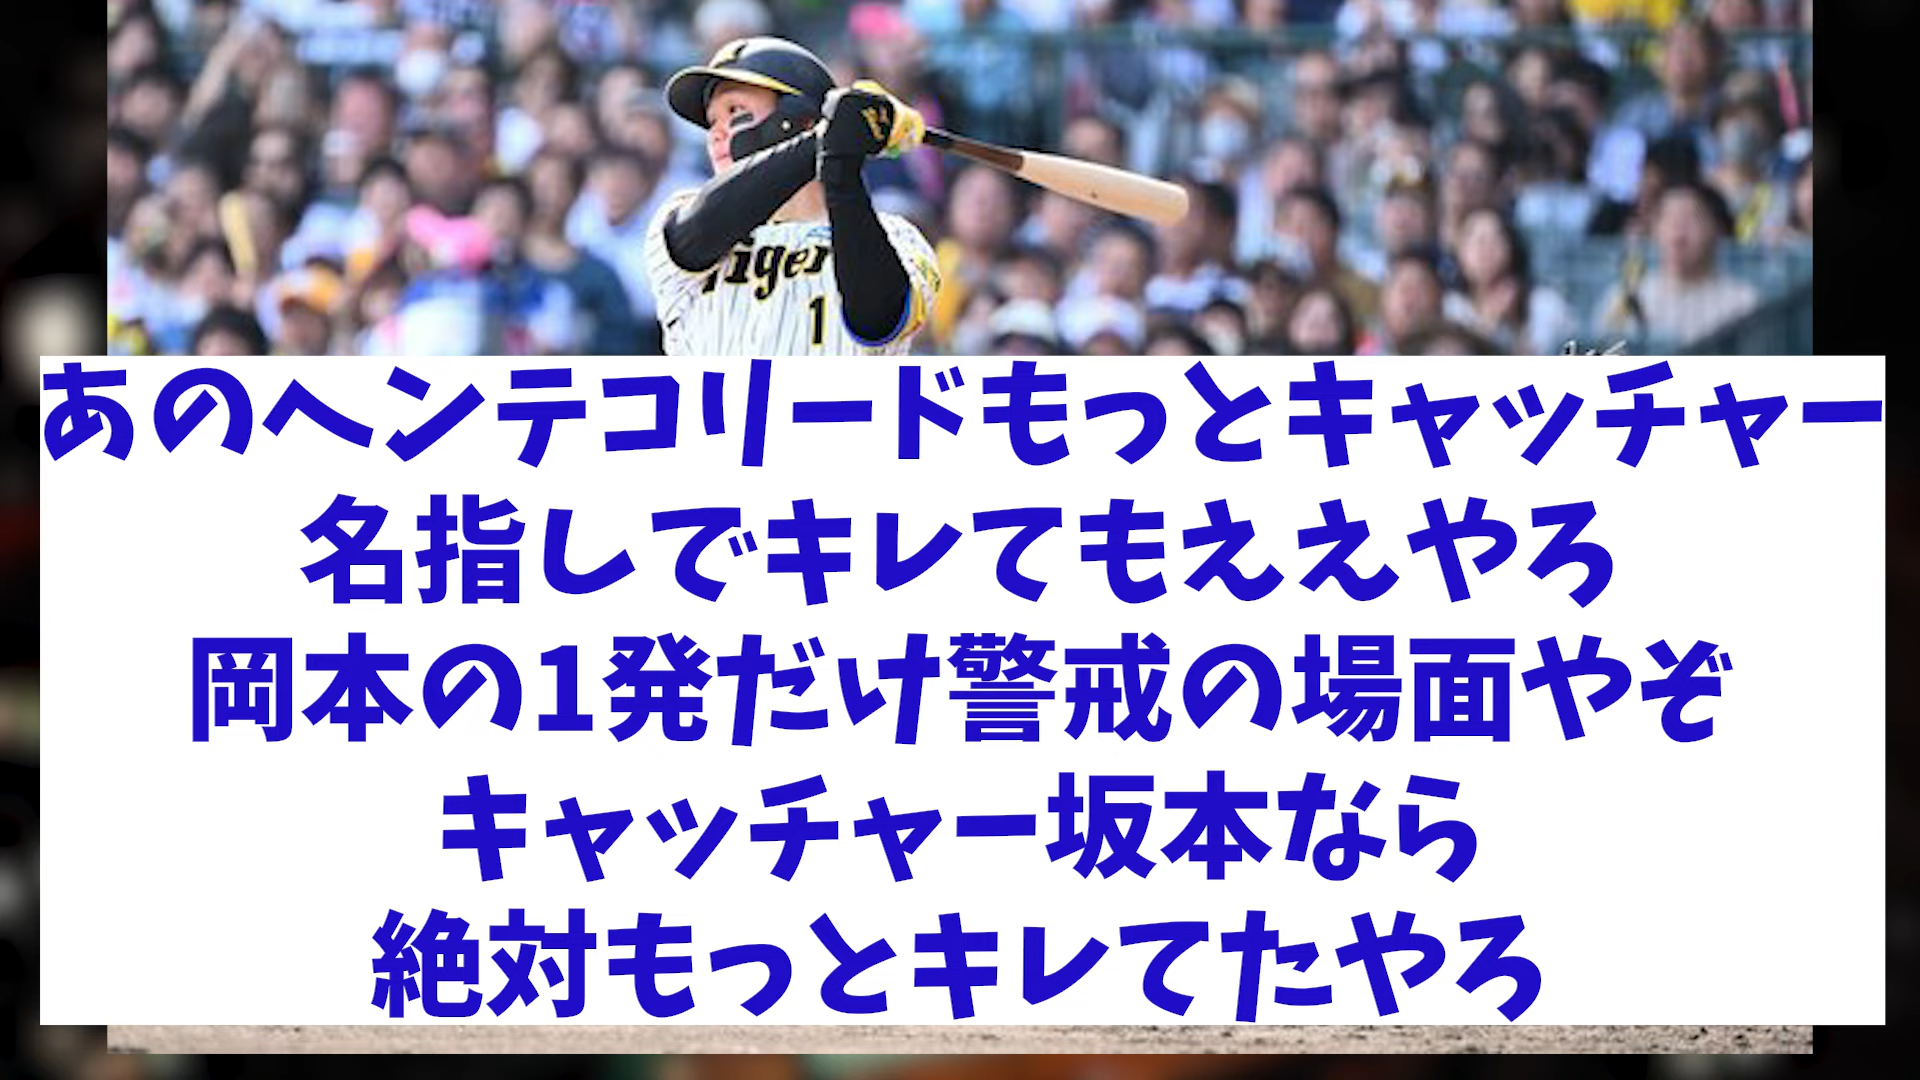 Tigers
1
あのヘンテコリードもっとキャッチャー
名指しでキレてもええやろ
岡本の1発だけ警戒の場面やぞ
キャッチャー坂本なら
絶対もっとキレてたやろ